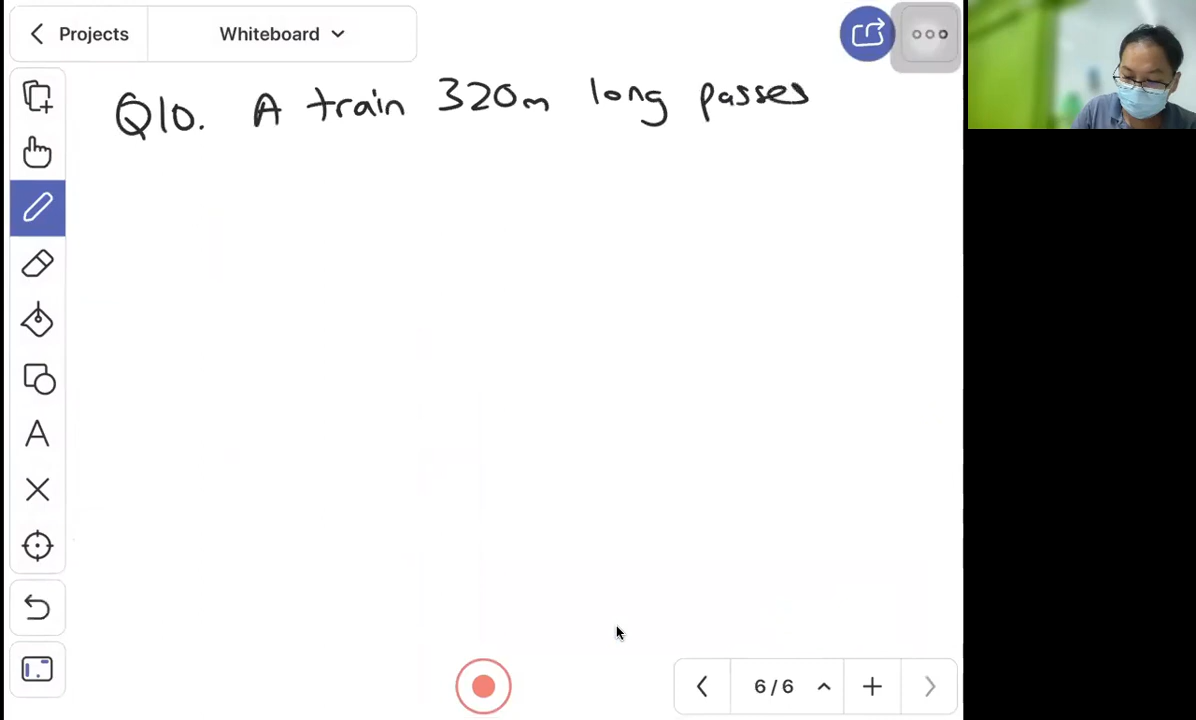 Projects
Whiteboard
Q10. A train 320m long passes
A
6 / 6